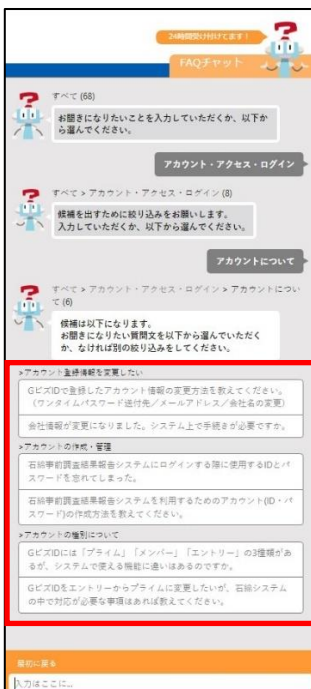 24時間受け付けてます！
FAQチャット
すべて (68)
お聞きになりたいことを入力していただくか、以下か
ら選んでください。
アカウント・アクセス・ログイン
すべて > アカウント・アクセス・ログイン (8)
候補を出すために絞り込みをお願いします。
入力していただくか、以下から選んでください。
アカウントについて
すべて > アカウント・アクセス・ログイン > アカウントについ
て (6)
候補は以下になります。
お聞きになりたい質問文を以下から選んでいただく
か、なければ別の絞り込みをしてください。
>アカウント登録情報を変更したい
GビズIDで登録したアカウント情報の変更方法を教えてください。
（ワンタイムパスワード送付先／メールアドレス／会社名の変更）
会社情報が変更になりました。システム上で手続きが必要ですか。
>アカウントの作成・管理
石綿事前調査結果報告システムにログインする際に使用するIDとパ
スワードを忘れてしまった。
石綿事前調査結果報告システムを利用するためのアカウント(ID・パ
スワード)の作成方法を教えてください。
>アカウントの種別について
GビズIDには「プライム」「メンバー」「エントリー」の3種類があ
るが、システムで使える機能に違いはあるのですか。
GビズIDをエントリーからプライムに変更したいが、石綿システム
の中で対応が必要な事項はあれば教えてください。
最初に戻る
入力はここに...